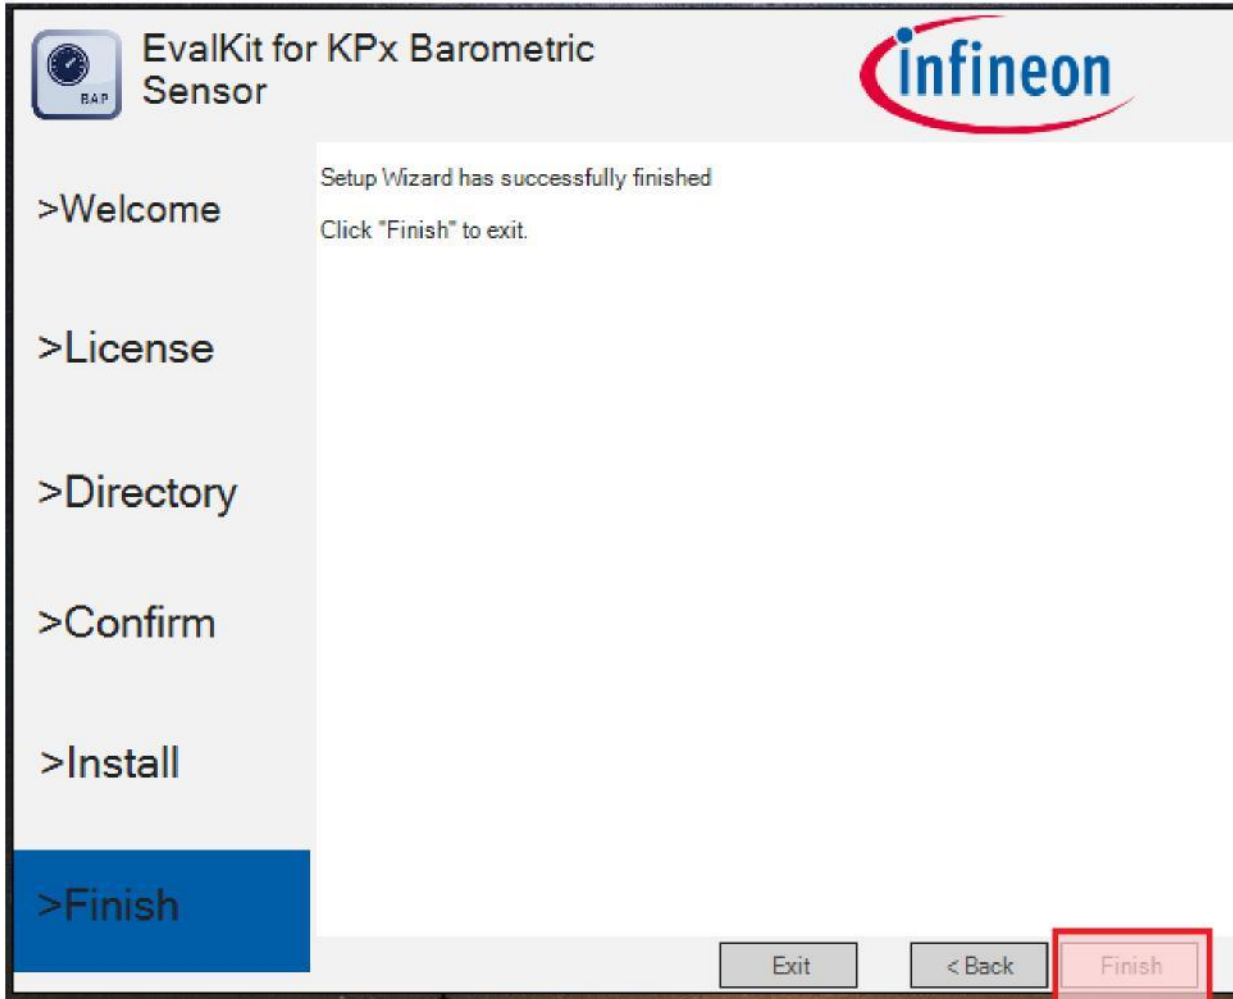 EvalKit for KPx Barometric
Sensor
BAP
infineon
>Welcome
>License
>Directory
>Confirm
>Install
>Finish
Setup Wizard has successfully finished
Click "Finish" to exit.
Exit
< Back
Finish